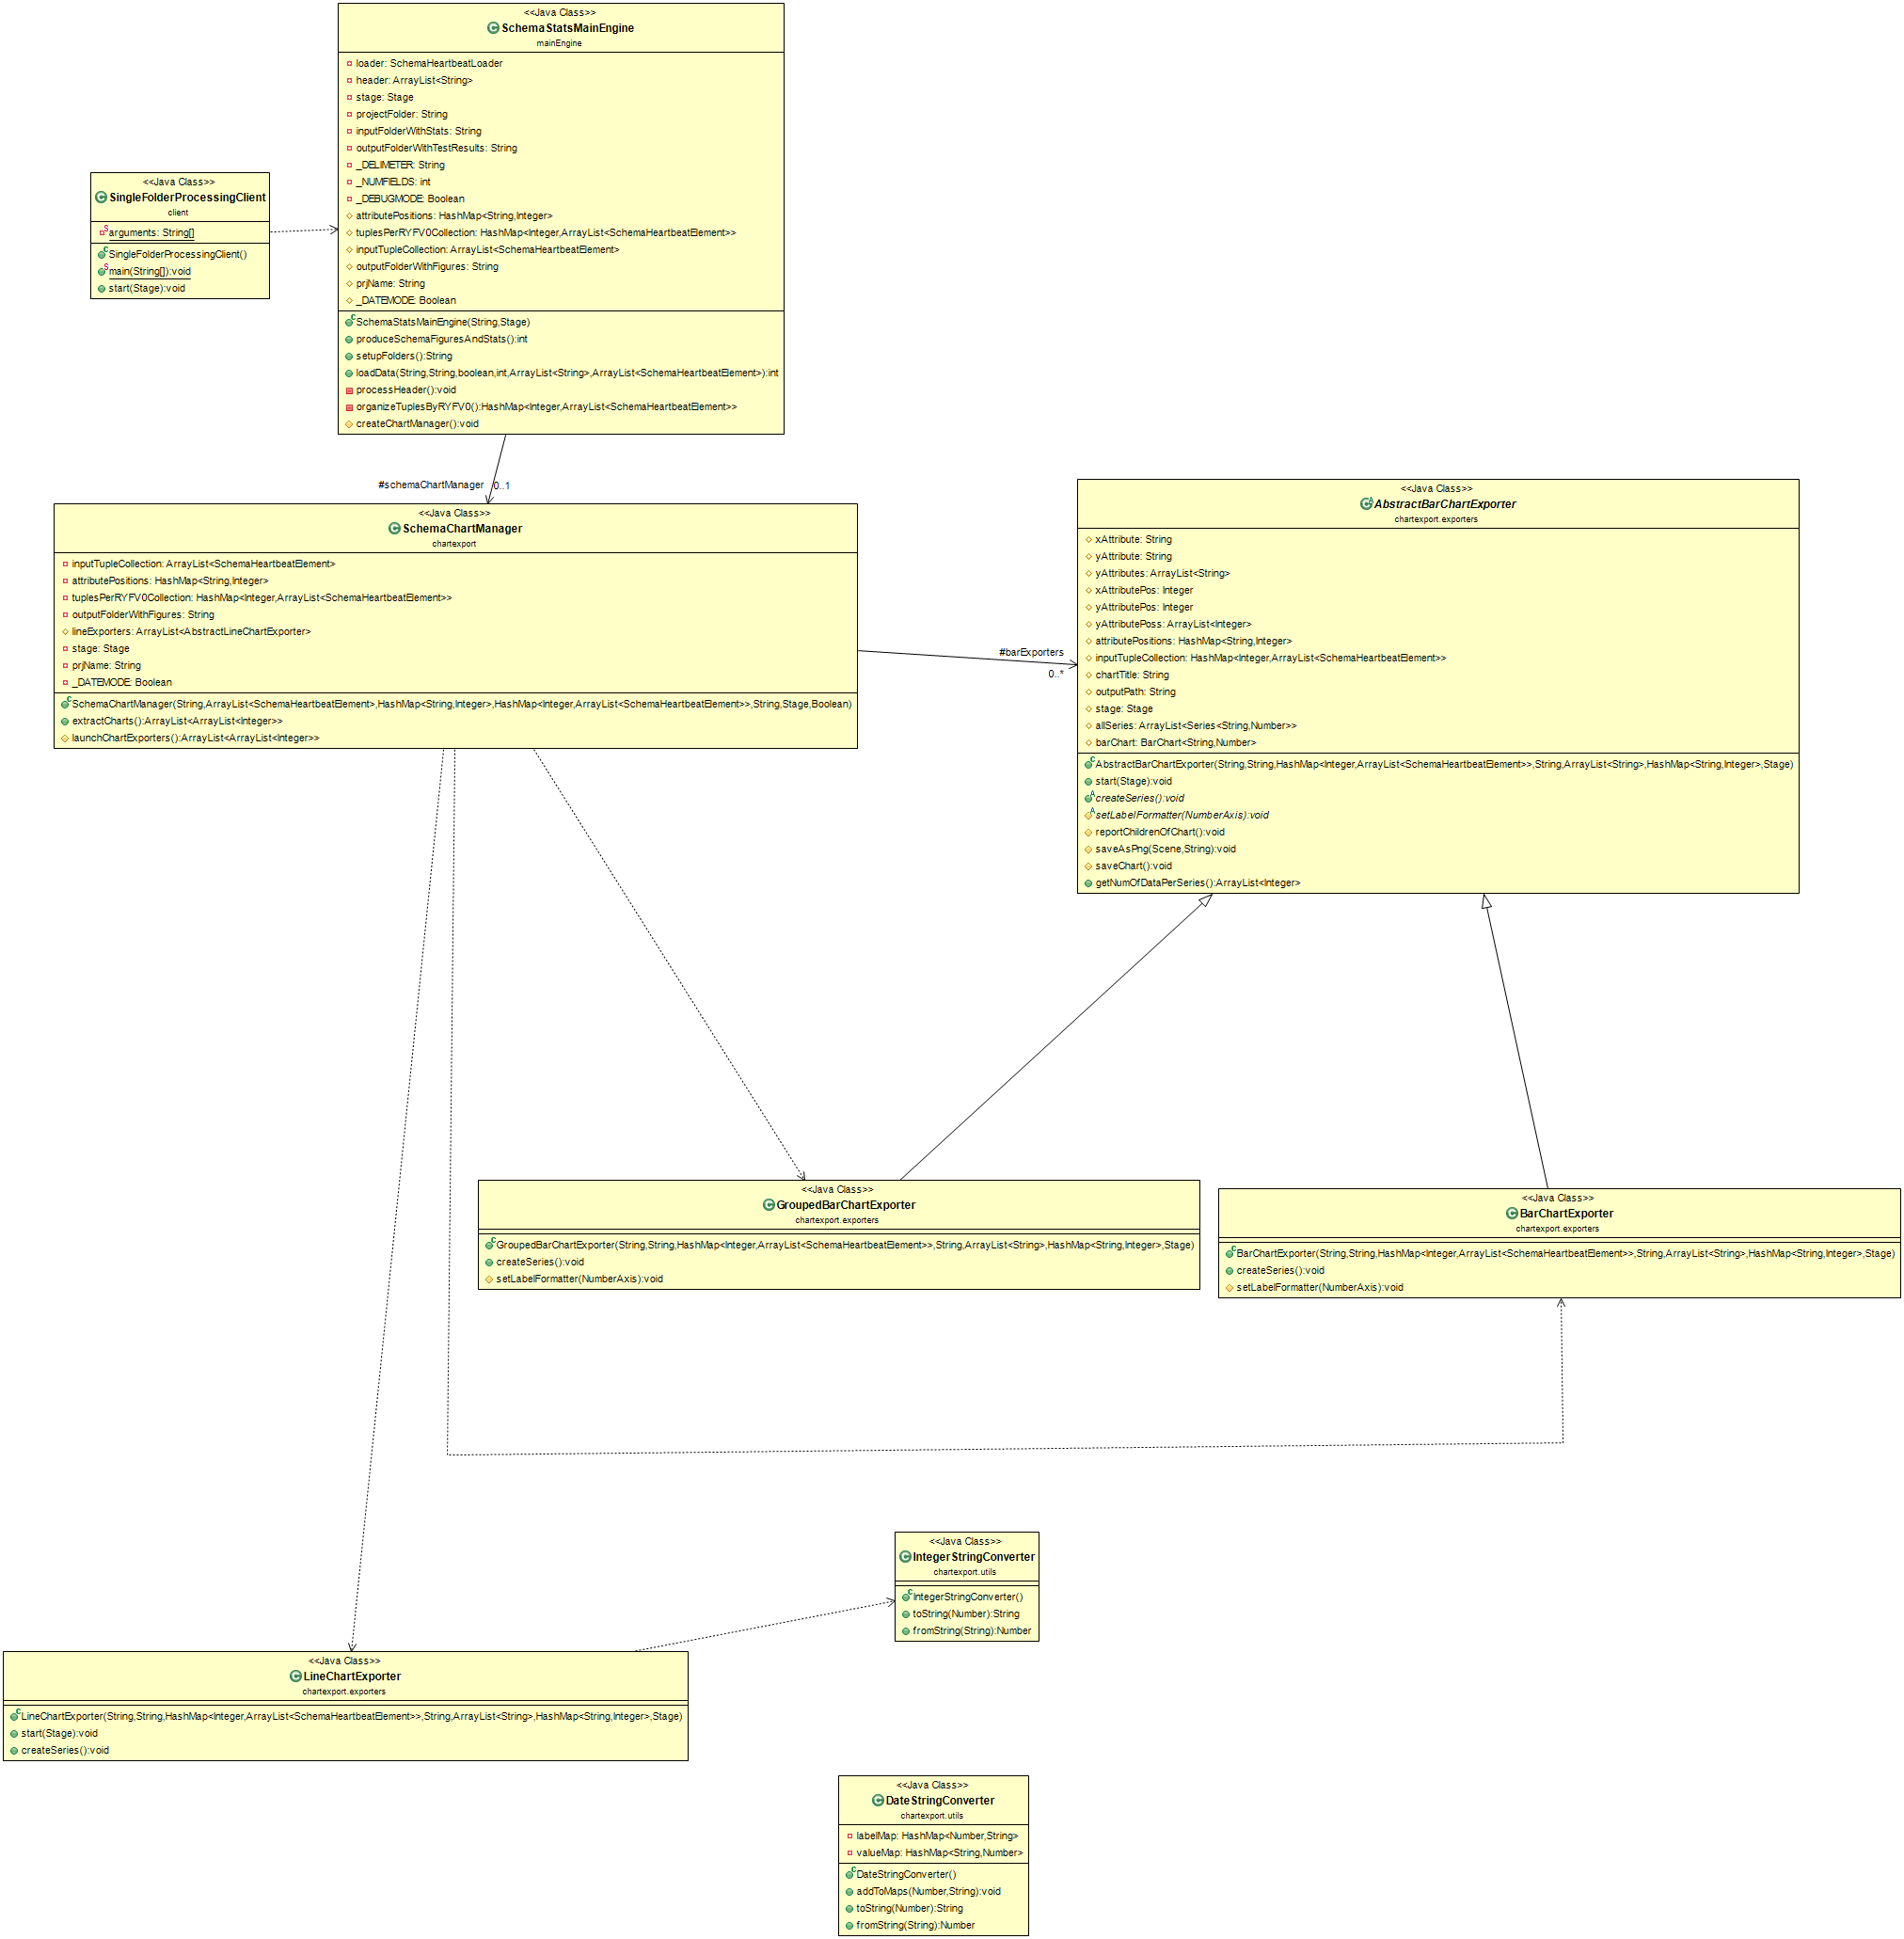 <<Java Class>>
SchemaStatsMainEngine
mainEngine
loader: SchemaHeartbeatLoader
header: ArrayList<String>
stage: Stage
projectFolder: String
inputFolderWithStats: String
outputFolderWithTestResults: String
_DELIMETER: String
_NUMFIELDS: int
_DEBUGMODE: Boolean
attributePositions: HashMap<String,Integer>
tuplesPerRYFV0Collection: HashMap<Integer,ArrayList<SchemaHeartbeatElement>>
inputTupleCollection: ArrayList<SchemaHeartbeatElement>
outputFolderWithFigures: String
prjName: String
_DATEMODE: Boolean
SchemaStatsMainEngine(String,Stage)
produceSchemaFiguresAndStats():int
setupFolders():String
loadData(String,String,boolean,int,ArrayList<String>,ArrayList<SchemaHeartbeatElement>):int
processHeader():void
organizeTuplesByRYFV0():HashMap<Integer,ArrayList<SchemaHeartbeatElement>>
createChartManager():void
<<Java Class>>
SingleFolderProcessingClient
client
arguments: String[]
SingleFolderProcessingClient()
main(String[]):void
start(Stage):void
#schemaChartManager
0..1
<<Java Class>>
SchemaChartManager
chartexport
inputTupleCollection: ArrayList<SchemaHeartbeatElement>
attributePositions: HashMap<String,Integer>
tuplesPerRYFV0Collection: HashMap<Integer,ArrayList<SchemaHeartbeatElement>>
outputFolderWithFigures: String
lineExporters: ArrayList<AbstractLineChartExporter>
stage: Stage
prjName: String
_DATEMODE: Boolean
SchemaChartManager(String,ArrayList<SchemaHeartbeatElement>,HashMap<String,Integer>,HashMap<Integer,ArrayList<SchemaHeartbeatElement>>,String,Stage,Boolean)
extractCharts():ArrayList<ArrayList<Integer>>
launchChartExporters():ArrayList<ArrayList<Integer>>
#barExporters
0..*
<<Java Class>>
AbstractBarChartExporter
chartexport.exporters
xAttribute: String
yAttribute: String
yAttributes: ArrayList<String>
xAttributePos: Integer
yAttributePos: Integer
yAttributePoss: ArrayList<Integer>
attributePositions: HashMap<String,Integer>
inputTupleCollection: HashMap<Integer,ArrayList<SchemaHeartbeatElement>>
chartTitle: String
outputPath: String
stage: Stage
allSeries: ArrayList<Series<String,Number>>
barChart: BarChart<String,Number>
AbstractBarChartExporter(String,String,HashMap<Integer,ArrayList<SchemaHeartbeatElement>>,String,ArrayList<String>,HashMap<String,Integer>,Stage)
start(Stage):void
createSeries():void
setLabelFormatter(NumberAxis):void
reportChildrenOfChart():void
saveAsPng(Scene,String):void
saveChart():void
getNumOfDataPerSeries():ArrayList<Integer>
<<Java Class>>
GroupedBarChartExporter
chartexport.exporters
GroupedBarChartExporter(String,String,HashMap<Integer,ArrayList<SchemaHeartbeatElement>>,String,ArrayList<String>,HashMap<String,Integer>,Stage)
createSeries():void
setLabelFormatter(NumberAxis):void
<<Java Class>>
BarChartExporter
chartexport.exporters
BarChartExporter(String,String,HashMap<Integer,ArrayList<SchemaHeartbeatElement>>,String,ArrayList<String>,HashMap<String,Integer>,Stage)
createSeries():void
setLabelFormatter(NumberAxis):void
<<Java Class>>
IntegerStringConverter
chartexport.utils
IntegerStringConverter()
toString(Number):String
fromString(String):Number
<<Java Class>>
LineChartExporter
chartexport.exporters
LineChartExporter(String,String,HashMap<Integer,ArrayList<SchemaHeartbeatElement>>,String,ArrayList<String>,HashMap<String,Integer>,Stage)
start(Stage):void
createSeries():void
<<Java Class>>
DateStringConverter
chartexport.utils
labelMap: HashMap<Number,String>
valueMap: HashMap<String,Number>
DateStringConverter()
addToMaps(Number,String):void
toString(Number):String
fromString(String):Number